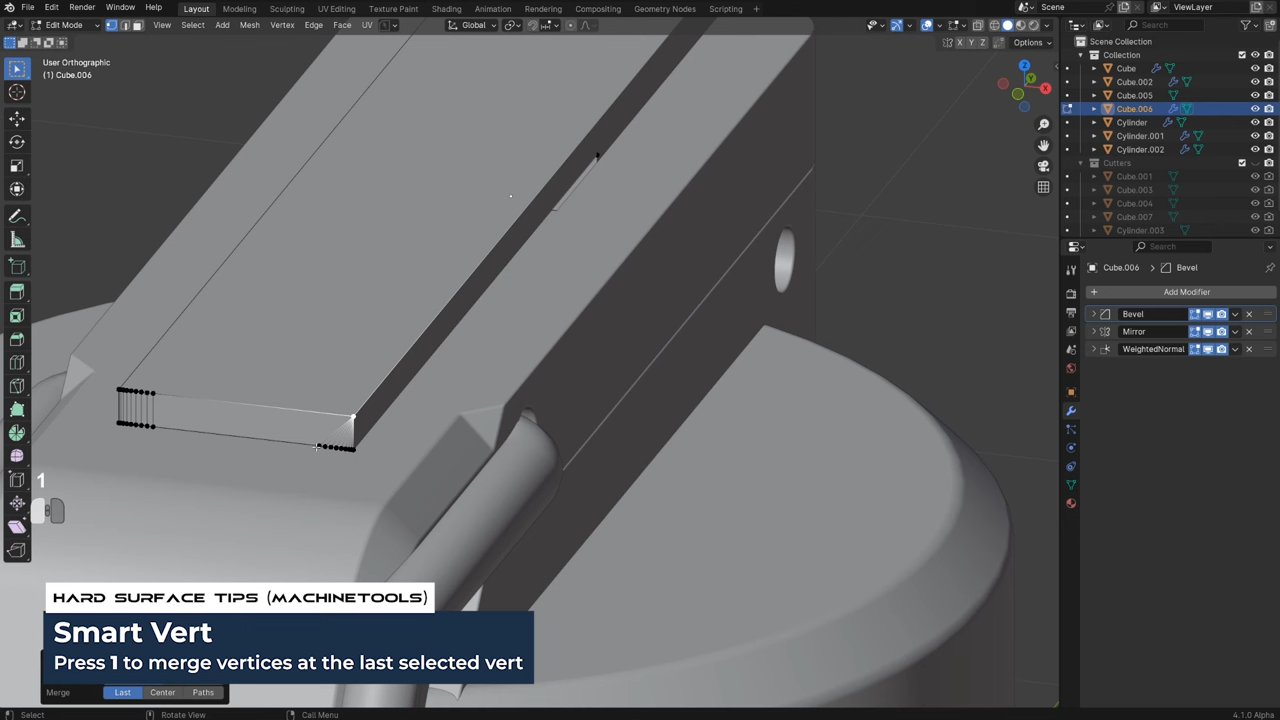 File Edit Render Window Help
Layout Modeling Sculpting UV Editing Texture Paint Shading Animation Rendering Compositing Geometry Nodes Scripting +
Scene
ViewLayer
Edit Mode
View Select Add Mesh Vertex Edge Face UV
Global
X Y Z
Options
Search
User Orthographic
(1) Cube.006
Z
Y
X
Scene Collection
Collection
Cube
Cube.002
Cube.005
Cube.006
Cylinder
Cylinder.001
Cylinder.002
Cutters
Cube.001
Cube.003
Cube.004
Cube.007
Cylinder.003
Search
Cube.006 > Bevel
+ Add Modifier
Bevel
Mirror
WeightedNormal
1
HARD SURFACE TIPS (MACHINETOOLS)
Smart Vert
Press 1 to merge vertices at the last selected vert
Merge Last Center Paths
Select Rotate View Call Menu
4.1.0 Alpha